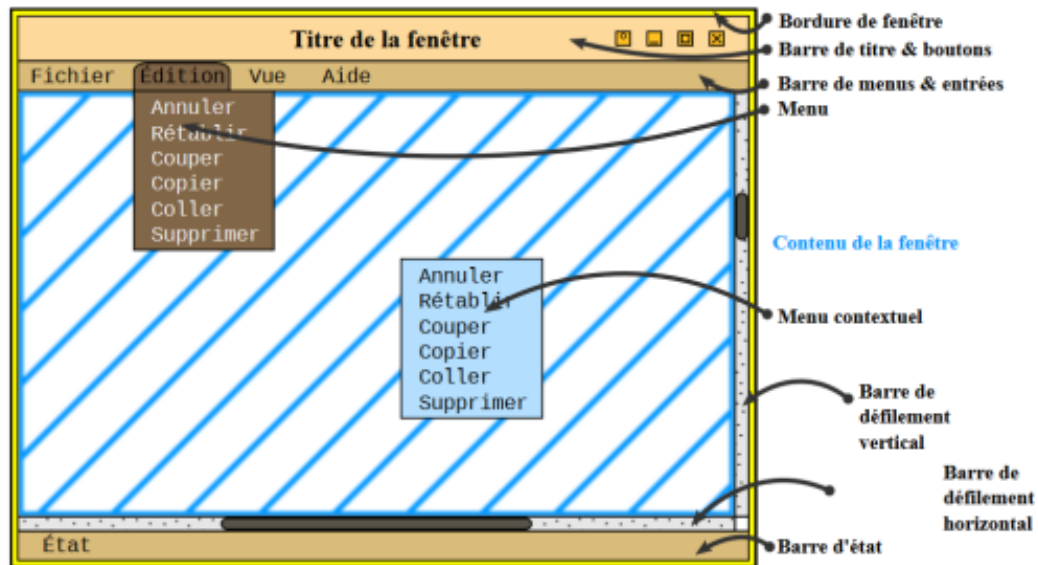 Titre de la fenêtre
Bordure de fenêtre
Barre de titre & boutons
Fichier Édition Vue Aide
Barre de menus & entrées
Menu
Annuler
Rétablir
Couper
Copier
Coller
Supprimer
Contenu de la fenêtre
Annuler
Rétablir
Couper
Copier
Coller
Supprimer
Menu contextuel
Barre de
défilement
vertical
Barre de
défilement
horizontal
État
Barre d'état